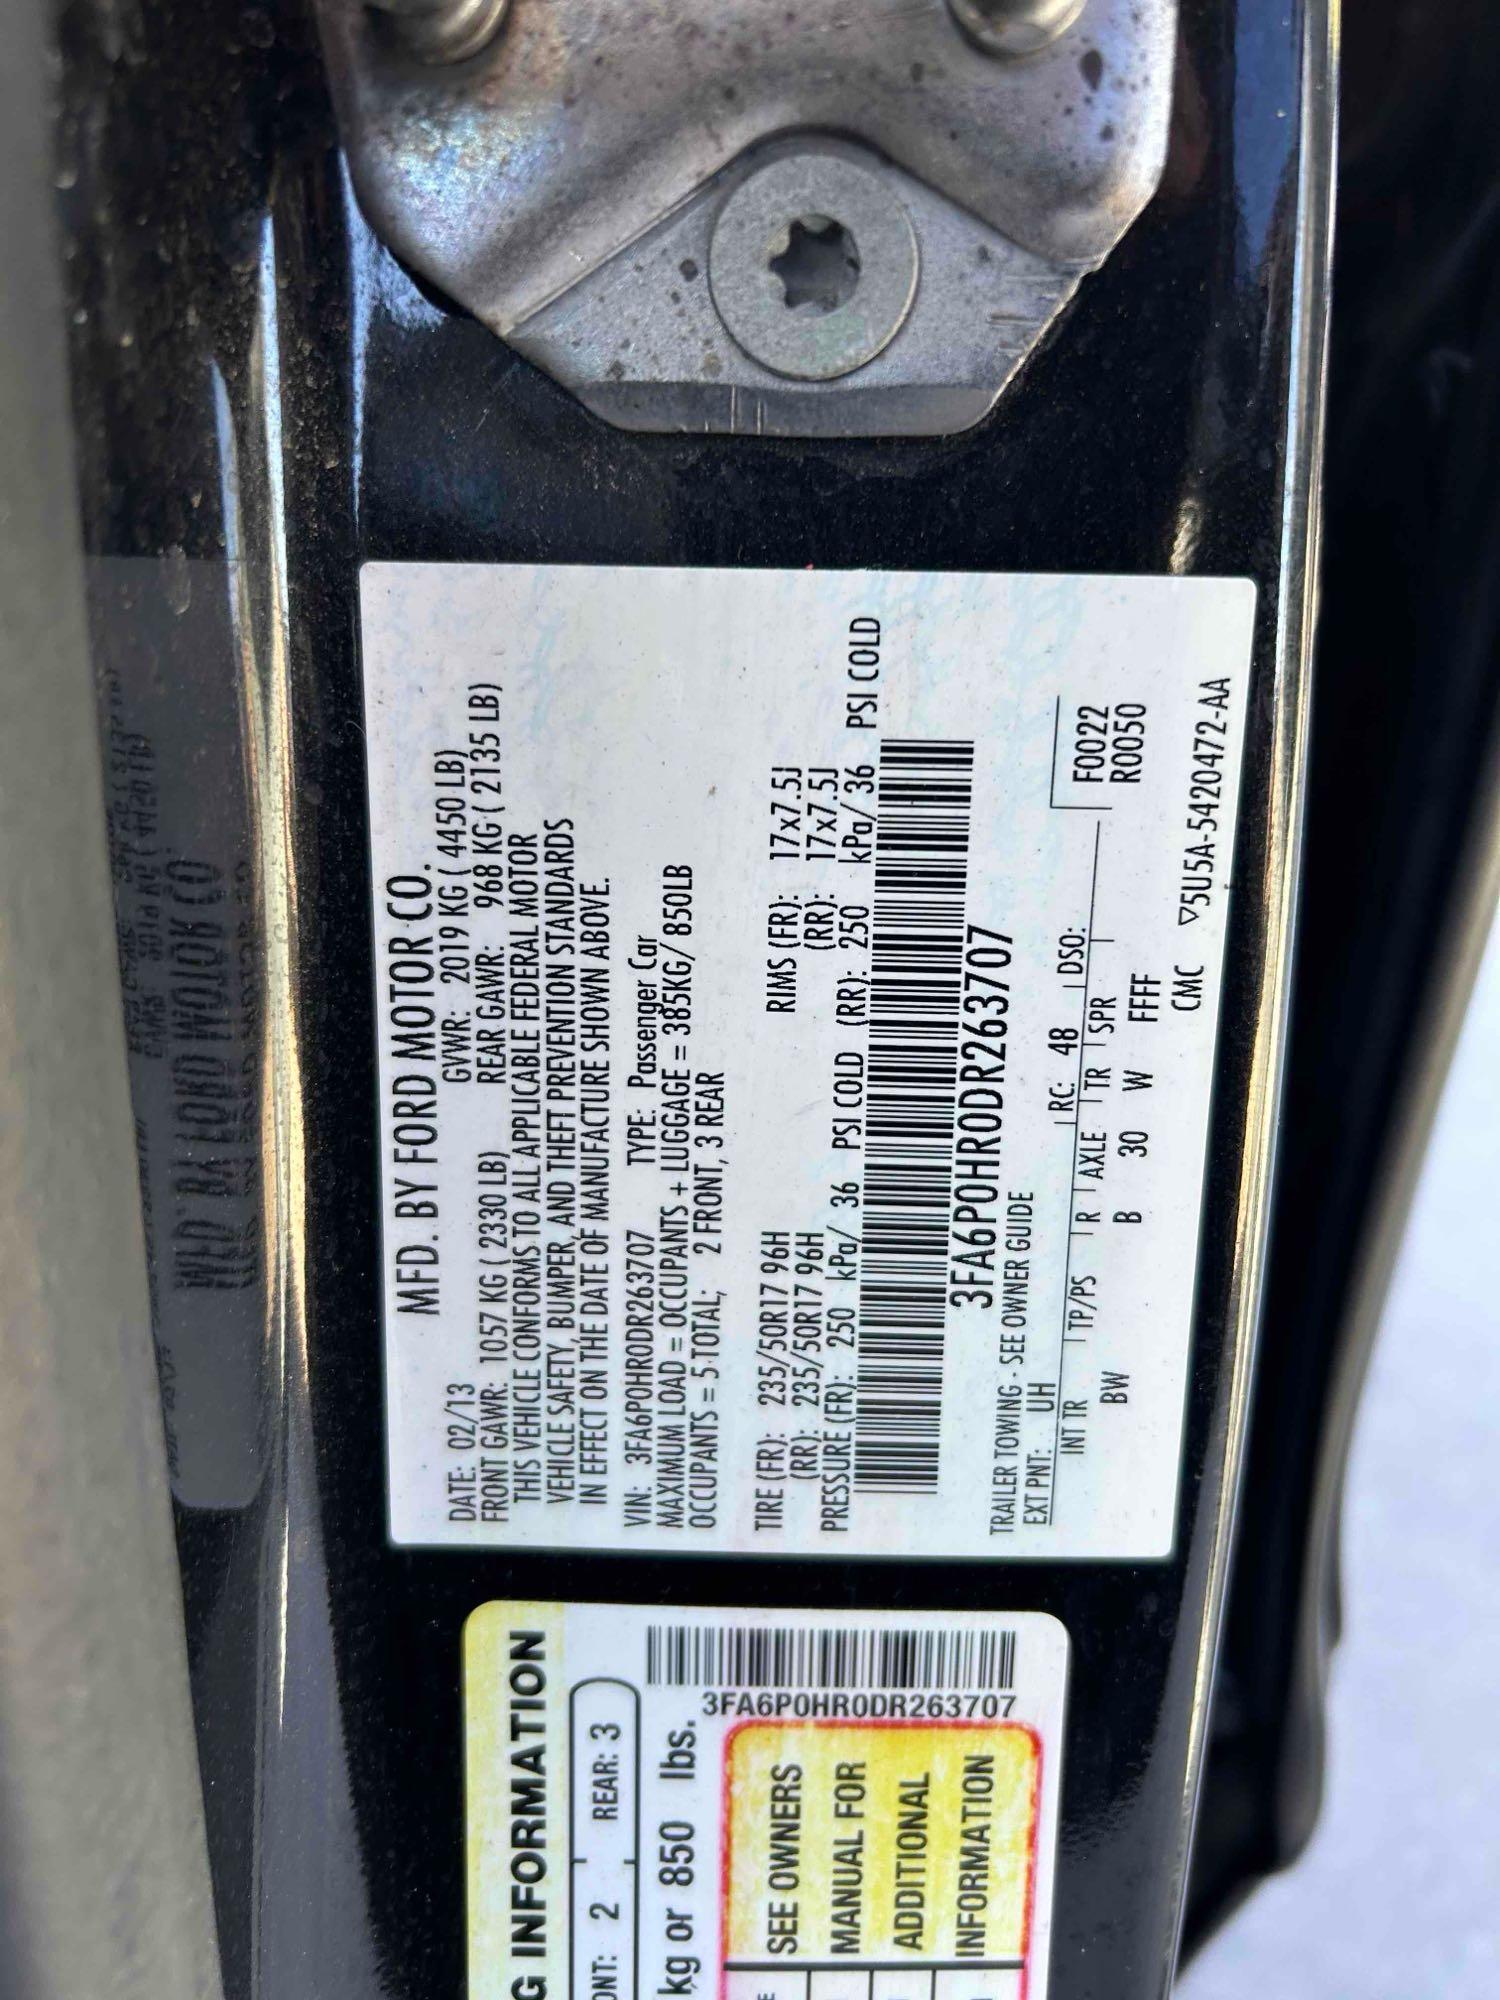 MFD. BY FORD MOTOR CO.
DATE: 02/13 GVWR: 2019 KG ( 4450 LB)
FRONT GAWR: 1057 KG ( 2330 LB) REAR GAWR: 968 KG ( 2135 LB)
THIS VEHICLE CONFORMS TO ALL APPLICABLE FEDERAL MOTOR
VEHICLE SAFETY, BUMPER, AND THEFT PREVENTION STANDARDS
IN EFFECT ON THE DATE OF MANUFACTURE SHOWN ABOVE.
VIN: 3FA6P0HR0DR263707 TYPE: Passenger Car
MAXIMUM LOAD = OCCUPANTS + LUGGAGE = 385KG/ 850LB
OCCUPANTS = 5 TOTAL; 2 FRONT, 3 REAR
TIRE (FR): 235/50R17 96H RIMS (FR): 17x7.5J
(RR): 235/50R17 96H (RR): 17x7.5J
PRESSURE (FR): 250 kPa/ 36 PSI COLD (RR): 250 kPa/ 36 PSI COLD
3FA6P0HR0DR263707
TRAILER TOWING - SEE OWNER GUIDE
EXT PNT: UH RC: 48 DSO: F0022
INT TR TP/PS R AXLE TR SPR R0050
BW B 30 W FFFF
CMC ▽5U5A-5420472-AA
G INFORMATION
ONT: 2 REAR: 3
kg or 850 lbs.
3FA6P0HR0DR263707
SEE OWNERS
MANUAL FOR
ADDITIONAL
INFORMATION